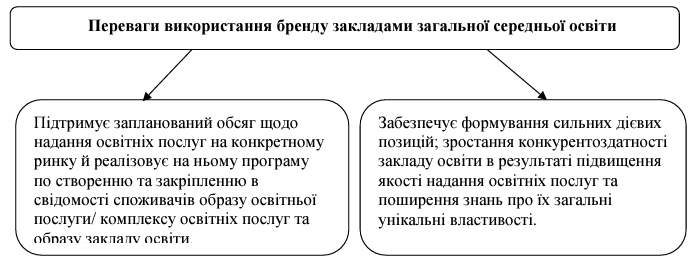 Переваги використання бренду закладами загальної середньої освіти
Підтримує запланований обсяг щодо
надання освітніх послуг на конкретному
ринку й реалізовує на ньому програму
по створенню та закріпленню в
свідомості споживачів образу освітньої
послуги/ комплексу освітніх послуг та
образу закладу освіти.
Забезпечує формування сильних дієвих
позицій; зростання конкурентоздатності
закладу освіти в результаті підвищення
якості надання освітніх послуг та
поширення знань про їх загальні
унікальні властивості.